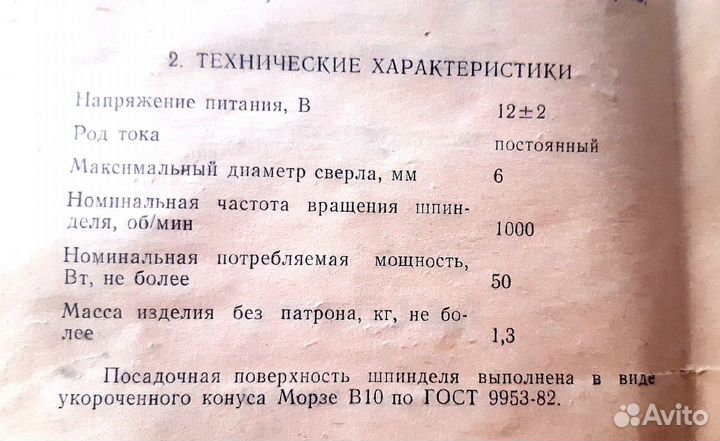 2. ТЕХНИЧЕСКИЕ ХАРАКТЕРИСТИКИ
Напряжение питания, В 12±2
Род тока постоянный
Максимальный диаметр сверла, мм 6
Номинальная частота вращения шпин-
деля, об/мин 1000
Номинальная потребляемая мощность,
Вт, не более 50
Масса изделия без патрона, кг, не бо-
лее 1,3
Посадочная поверхность шпинделя выполнена в виде
укороченного конуса Морзе В10 по ГОСТ 9953-82.
Avito